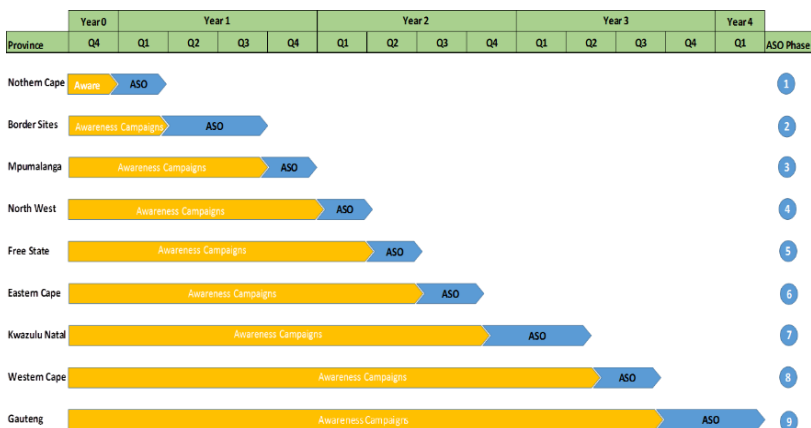 Year 0 Year 1 Year 2 Year 3 Year 4
Province Q4 Q1 Q2 Q3 Q4 Q1 Q2 Q3 Q4 Q1 Q2 Q3 Q4 Q1 ASO Phase
Nothern Cape Aware ASO 1
Border Sites Awareness Campaigns ASO 2
Mpumalanga Awareness Campaigns ASO 3
North West Awareness Campaigns ASO 4
Free State Awareness Campaigns ASO 5
Eastern Cape Awareness Campaigns ASO 6
Kwazulu Natal Awareness Campaigns ASO 7
Western Cape Awareness Campaigns ASO 8
Gauteng Awareness Campaigns ASO 9